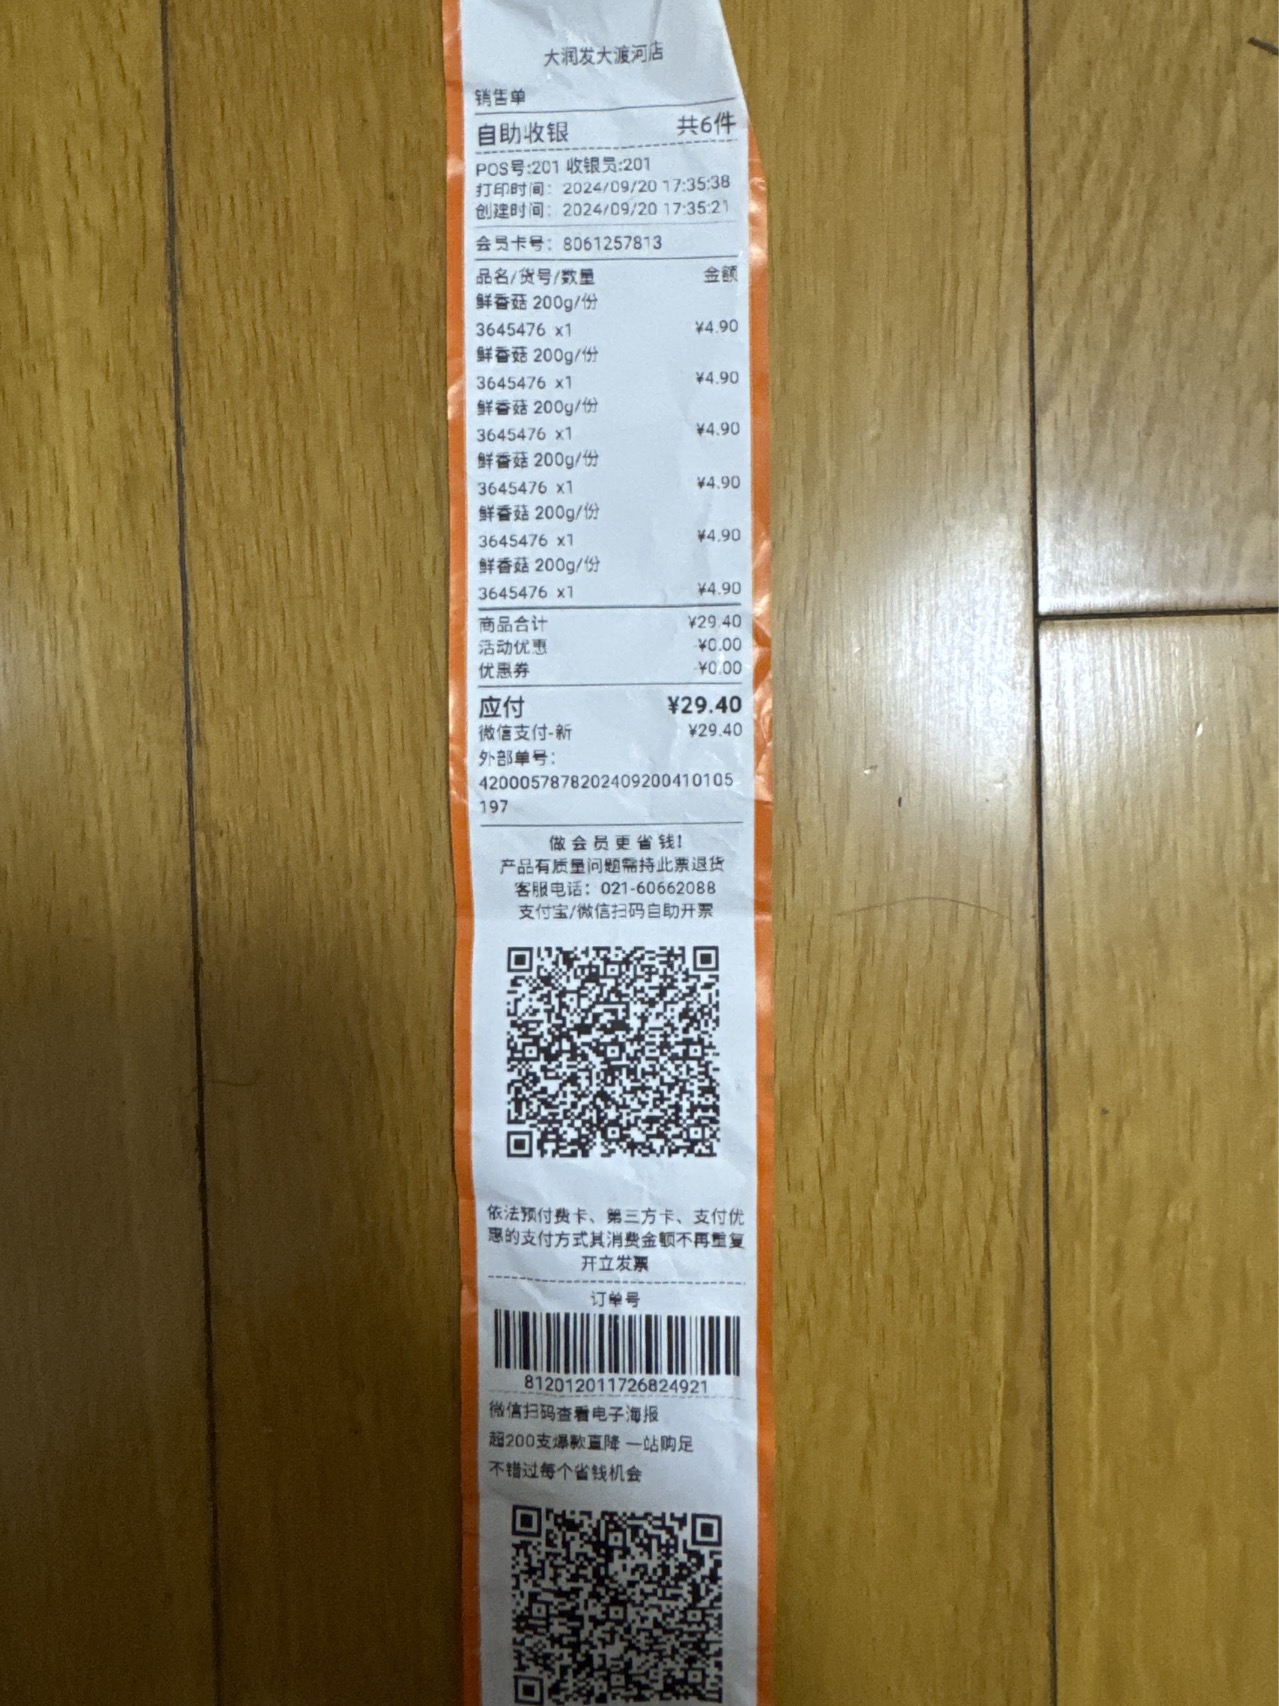 大润发大渡河店
销售单
自助收银 共6件
POS号:201 收银员:201
打印时间: 2024/09/20 17:35:38
创建时间: 2024/09/20 17:35:21
会员卡号: 8061257813
品名/货号/数量 金额
鲜香菇 200g/份
3645476 x1 ¥4.90
鲜香菇 200g/份
3645476 x1 ¥4.90
鲜香菇 200g/份
3645476 x1 ¥4.90
鲜香菇 200g/份
3645476 x1 ¥4.90
鲜香菇 200g/份
3645476 x1 ¥4.90
鲜香菇 200g/份
3645476 x1 ¥4.90
商品合计 ¥29.40
活动优惠 -¥0.00
优惠券 -¥0.00
应付 ¥29.40
微信支付-新 ¥29.40
外部单号:
4200057878202409200410105
197
做会员更省钱!
产品有质量问题需持此票退货
客服电话: 021-60662088
支付宝/微信扫码自助开票
依法预付费卡、第三方卡、支付优
惠的支付方式其消费金额不再重复
开立发票
订单号
812012011726824921
微信扫码查看电子海报
超200支爆款直降 一站购足
不错过每个省钱机会